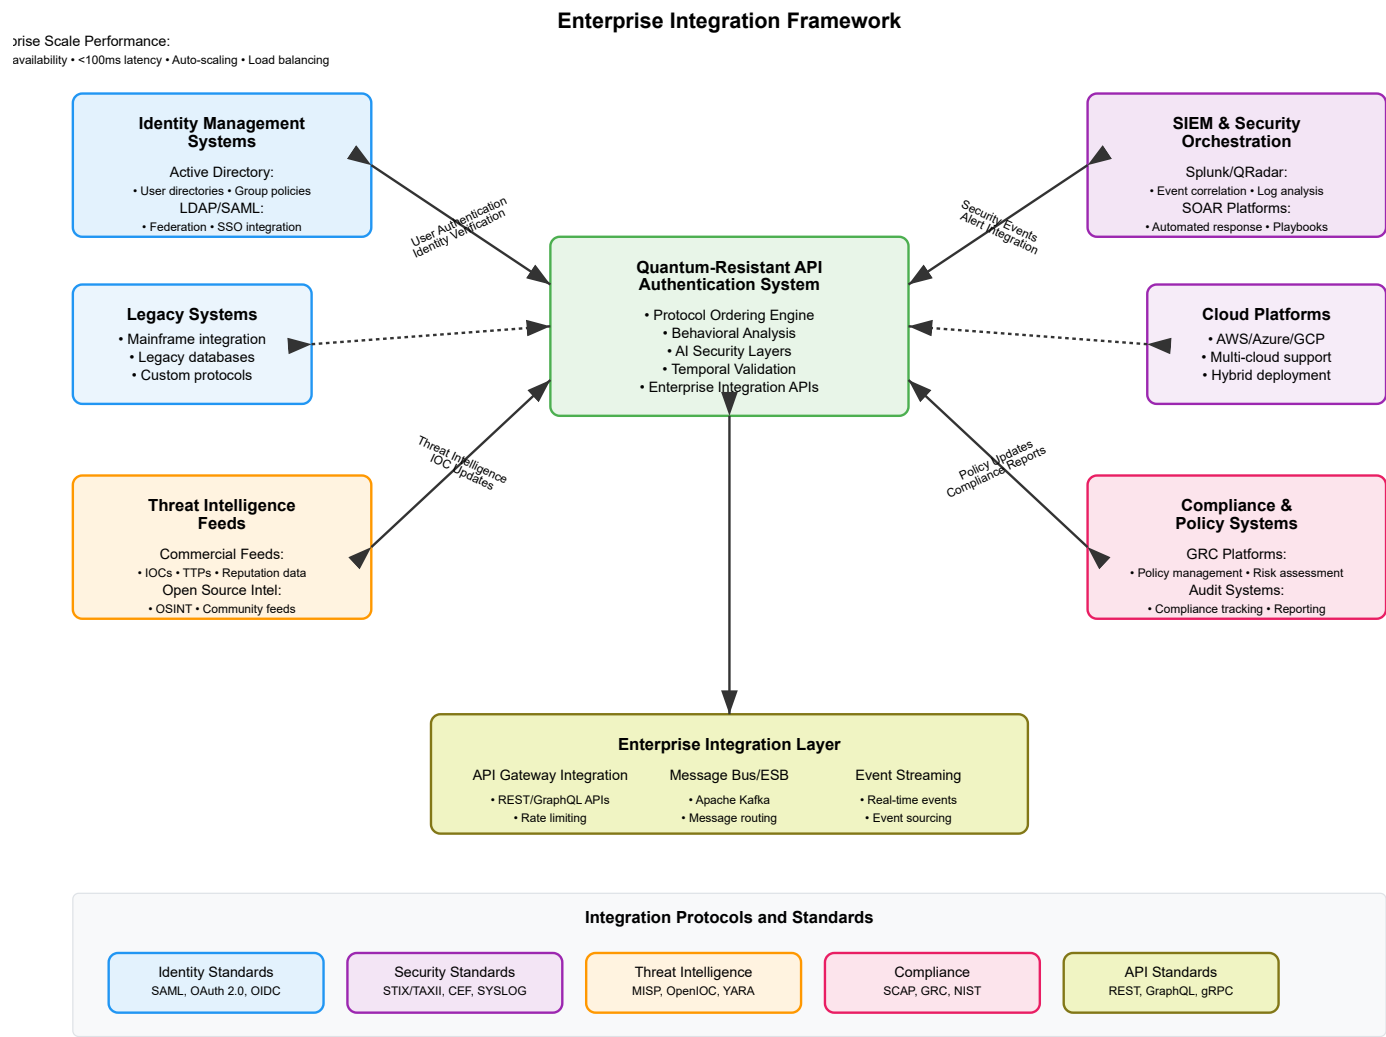 Enterprise Integration Framework
Scale Performance:
availability • <100ms latency • Auto-scaling • Load balancing
Identity Management
Systems
Active Directory:
• User directories • Group policies
LDAP/SAML:
• Federation • SSO integration
SIEM & Security
Orchestration
Splunk/QRadar:
• Event correlation • Log analysis
SOAR Platforms:
• Automated response • Playbooks
User Authentication
Identity Verification
Security Events
Alert Integration
Quantum-Resistant API
Authentication System
• Protocol Ordering Engine
• Behavioral Analysis
• AI Security Layers
• Temporal Validation
• Enterprise Integration APIs
Legacy Systems
• Mainframe integration
• Legacy databases
• Custom protocols
Cloud Platforms
• AWS/Azure/GCP
• Multi-cloud support
• Hybrid deployment
Threat Intelligence
IOC Updates
Policy Updates
Compliance Reports
Threat Intelligence
Feeds
Commercial Feeds:
• IOCs • TTPs • Reputation data
Open Source Intel:
• OSINT • Community feeds
Compliance &
Policy Systems
GRC Platforms:
• Policy management • Risk assessment
Audit Systems:
• Compliance tracking • Reporting
Enterprise Integration Layer
API Gateway Integration
• REST/GraphQL APIs
• Rate limiting
Message Bus/ESB
• Apache Kafka
• Message routing
Event Streaming
• Real-time events
• Event sourcing
Integration Protocols and Standards
Identity Standards
SAML, OAuth 2.0, OIDC
Security Standards
STIX/TAXII, CEF, SYSLOG
Threat Intelligence
MISP, OpenIOC, YARA
Compliance
SCAP, GRC, NIST
API Standards
REST, GraphQL, gRPC